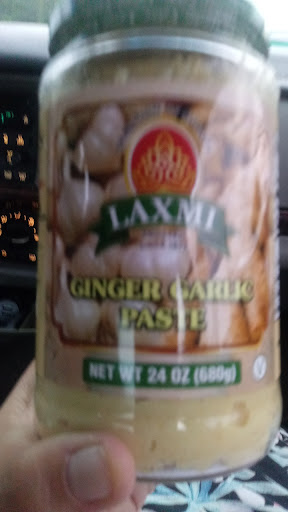 LAXMI
GINGER GARLIC
PASTE
NET WT 24 OZ (680g)